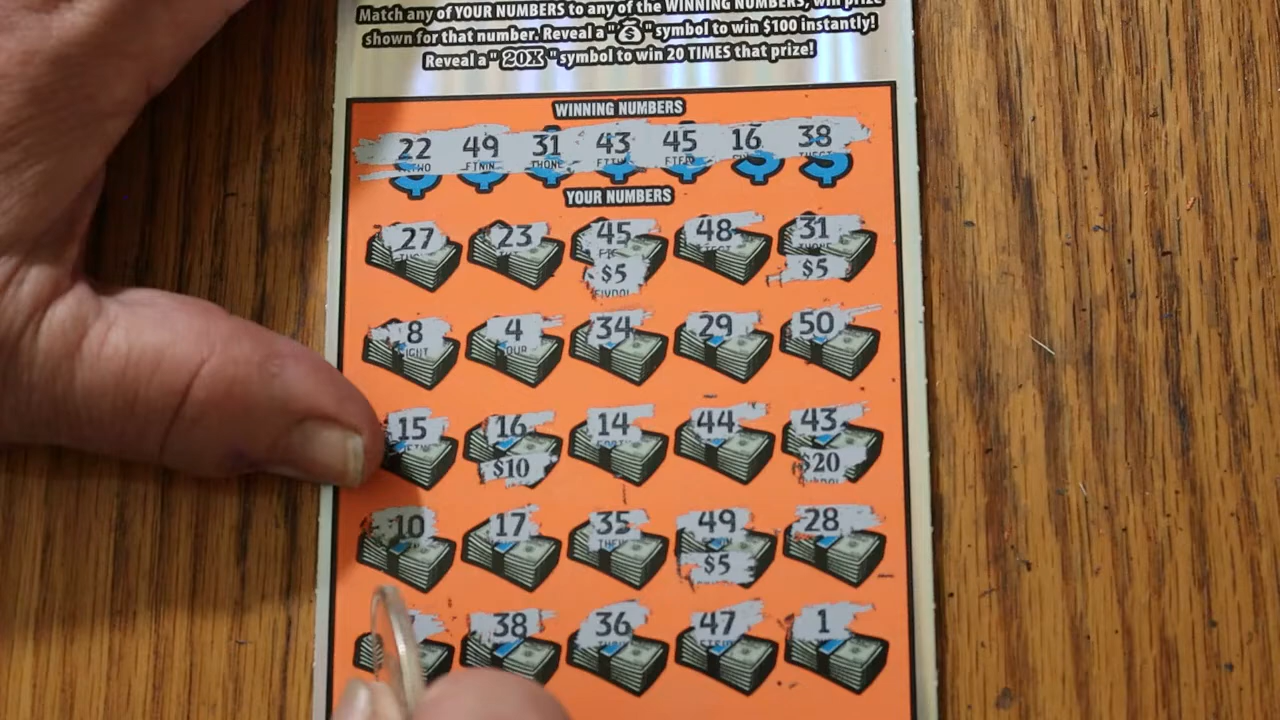 Match any of YOUR NUMBERS to any of the WINNING NUMBERS, win prize
shown for that number. Reveal a " " symbol to win $100 instantly!
Reveal a " 20X " symbol to win 20 TIMES that prize!
WINNING NUMBERS
22 49 31 43 45 16 38
THONE
YOUR NUMBERS
27 23 45 48 31
$5 $5
8 4 34 29 50
15 16 14 44 43
$10 $20
10 17 35 49 28
$5
38 36 47 1